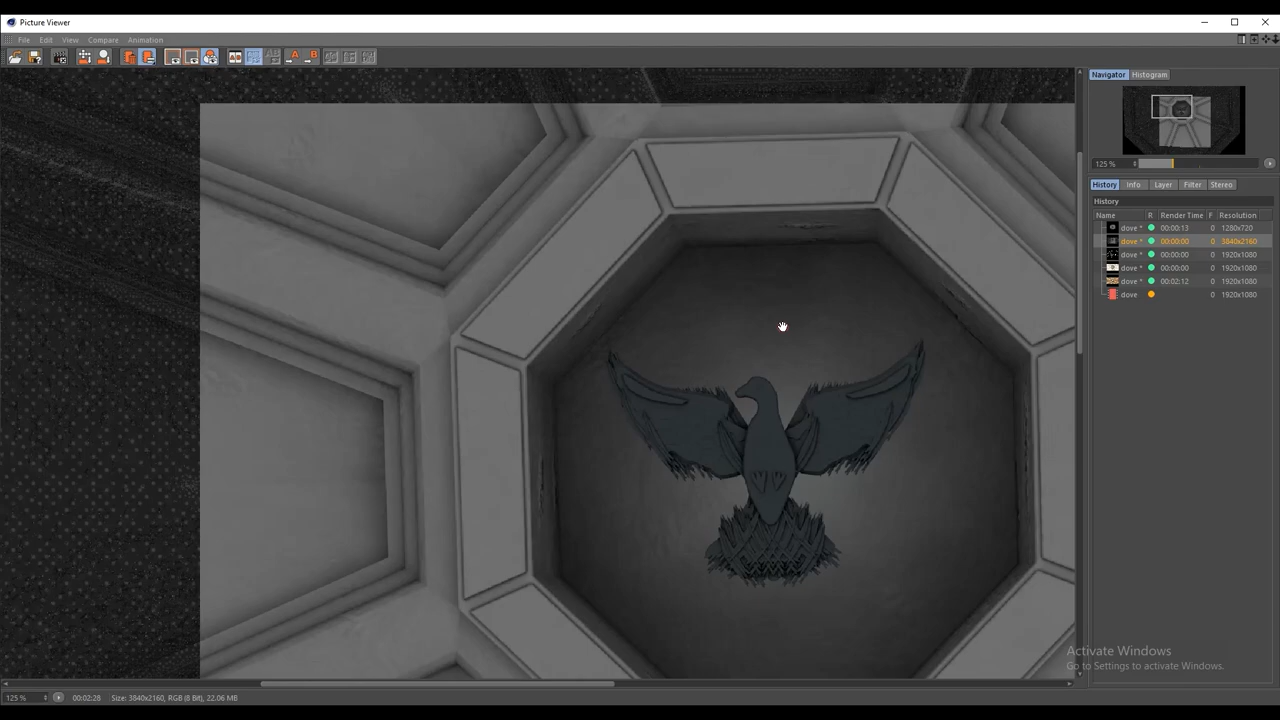 Picture Viewer
File Edit View Compare Animation
Navigator Histogram
125 %
History Info Layer Filter Stereo
History
Name R Render Time F Resolution
dove * 00:00:13 0 1280x720
dove * 00:00:00 0 3840x2160
dove * 00:00:00 0 1920x1080
dove * 00:00:00 0 1920x1080
dove * 00:02:12 0 1920x1080
dove 0 1920x1080
Activate Windows
Go to Settings to activate Windows.
125 % 00:02:28 Size: 3840x2160, RGB (8 Bit), 22.06 MB